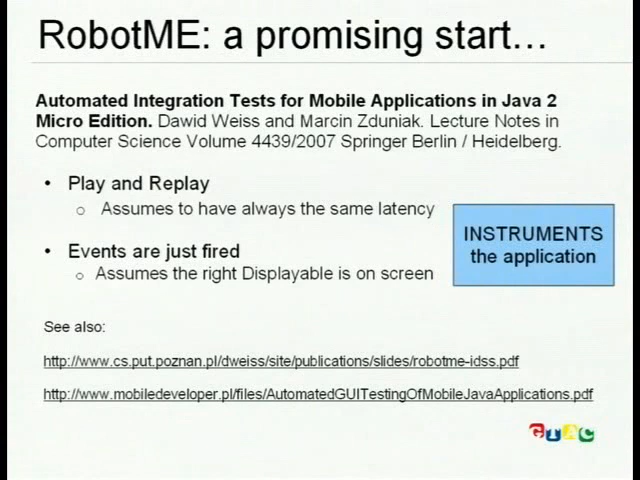 RobotME: a promising start...
Automated Integration Tests for Mobile Applications in Java 2
Micro Edition. Dawid Weiss and Marcin Zduniak. Lecture Notes in
Computer Science Volume 4439/2007 Springer Berlin / Heidelberg.
• Play and Replay
o Assumes to have always the same latency
• Events are just fired
o Assumes the right Displayable is on screen
INSTRUMENTS
the application
See also:
http://www.cs.put.poznan.pl/dweiss/site/publications/slides/robotme-idss.pdf
http://www.mobiledeveloper.pl/files/AutomatedGUITestingOfMobileJavaApplications.pdf
GTAC